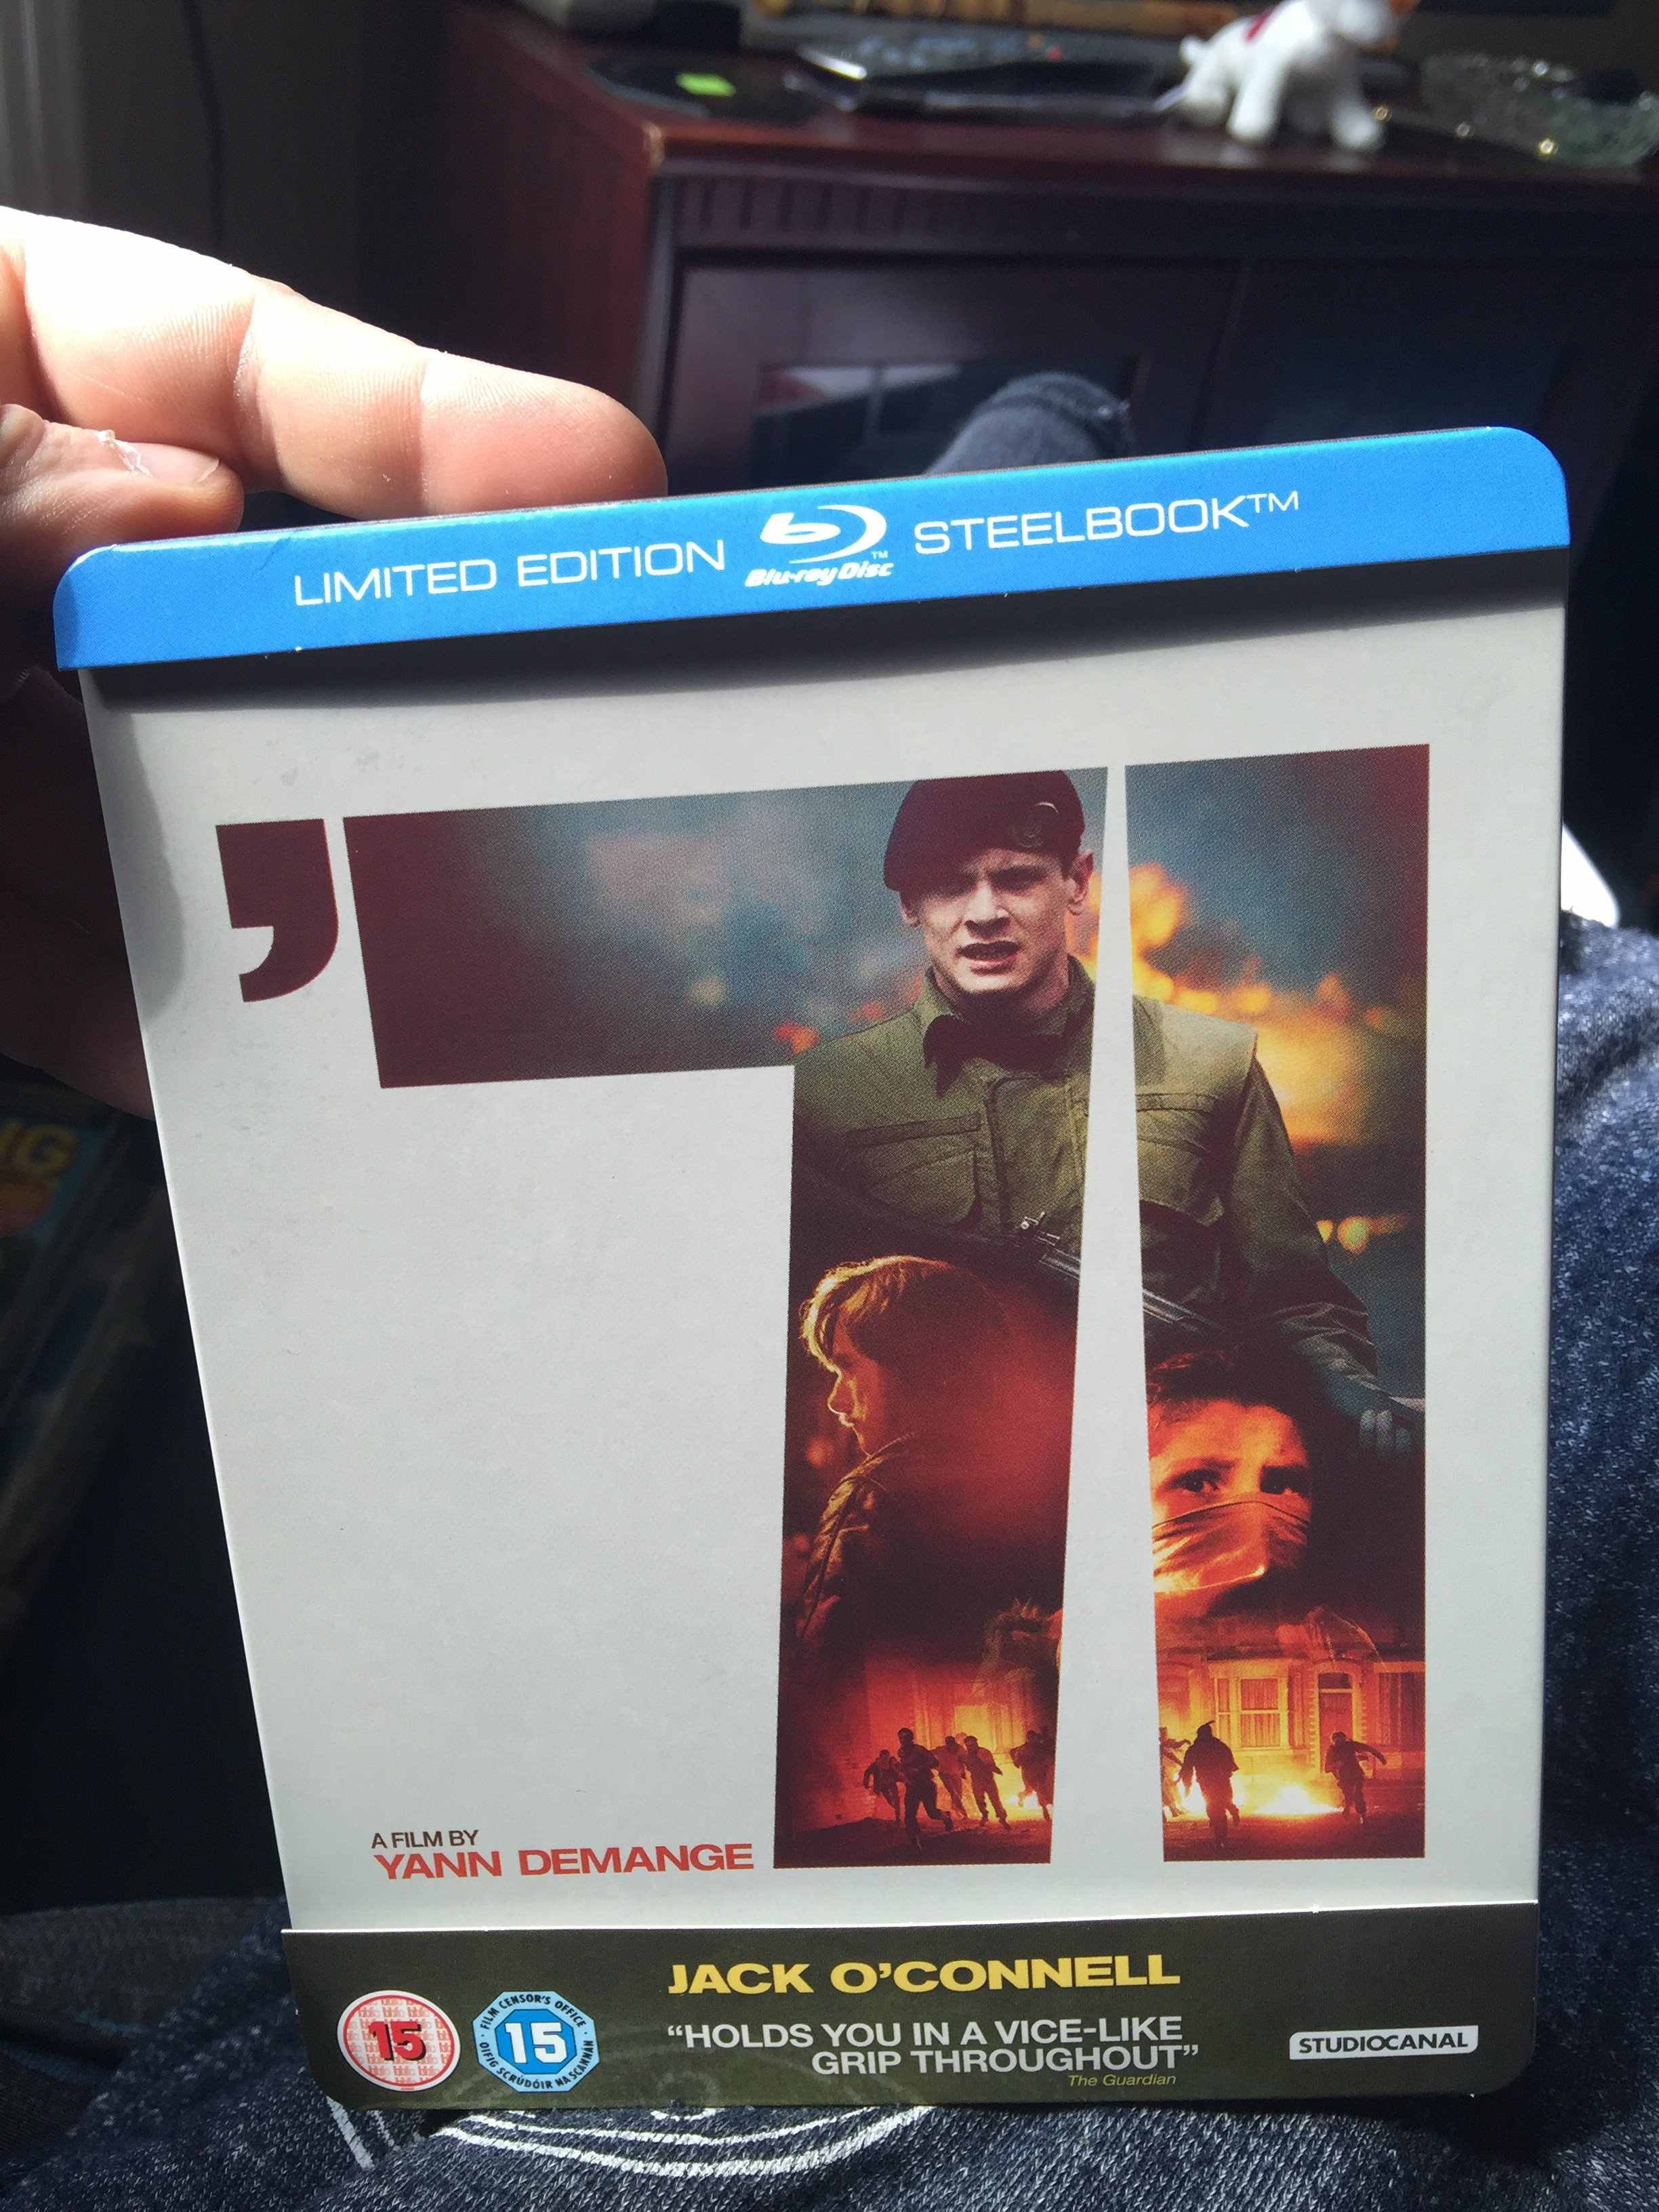 LIMITED EDITION Blu-ray Disc™ STEELBOOK™
’71
A FILM BY
YANN DEMANGE
JACK O’CONNELL
15
FILM CENSOR'S OFFICE
15
OIFIG SCRÚDÓIR NA SCANNÁN
“HOLDS YOU IN A VICE-LIKE
GRIP THROUGHOUT”
The Guardian
STUDIOCANAL